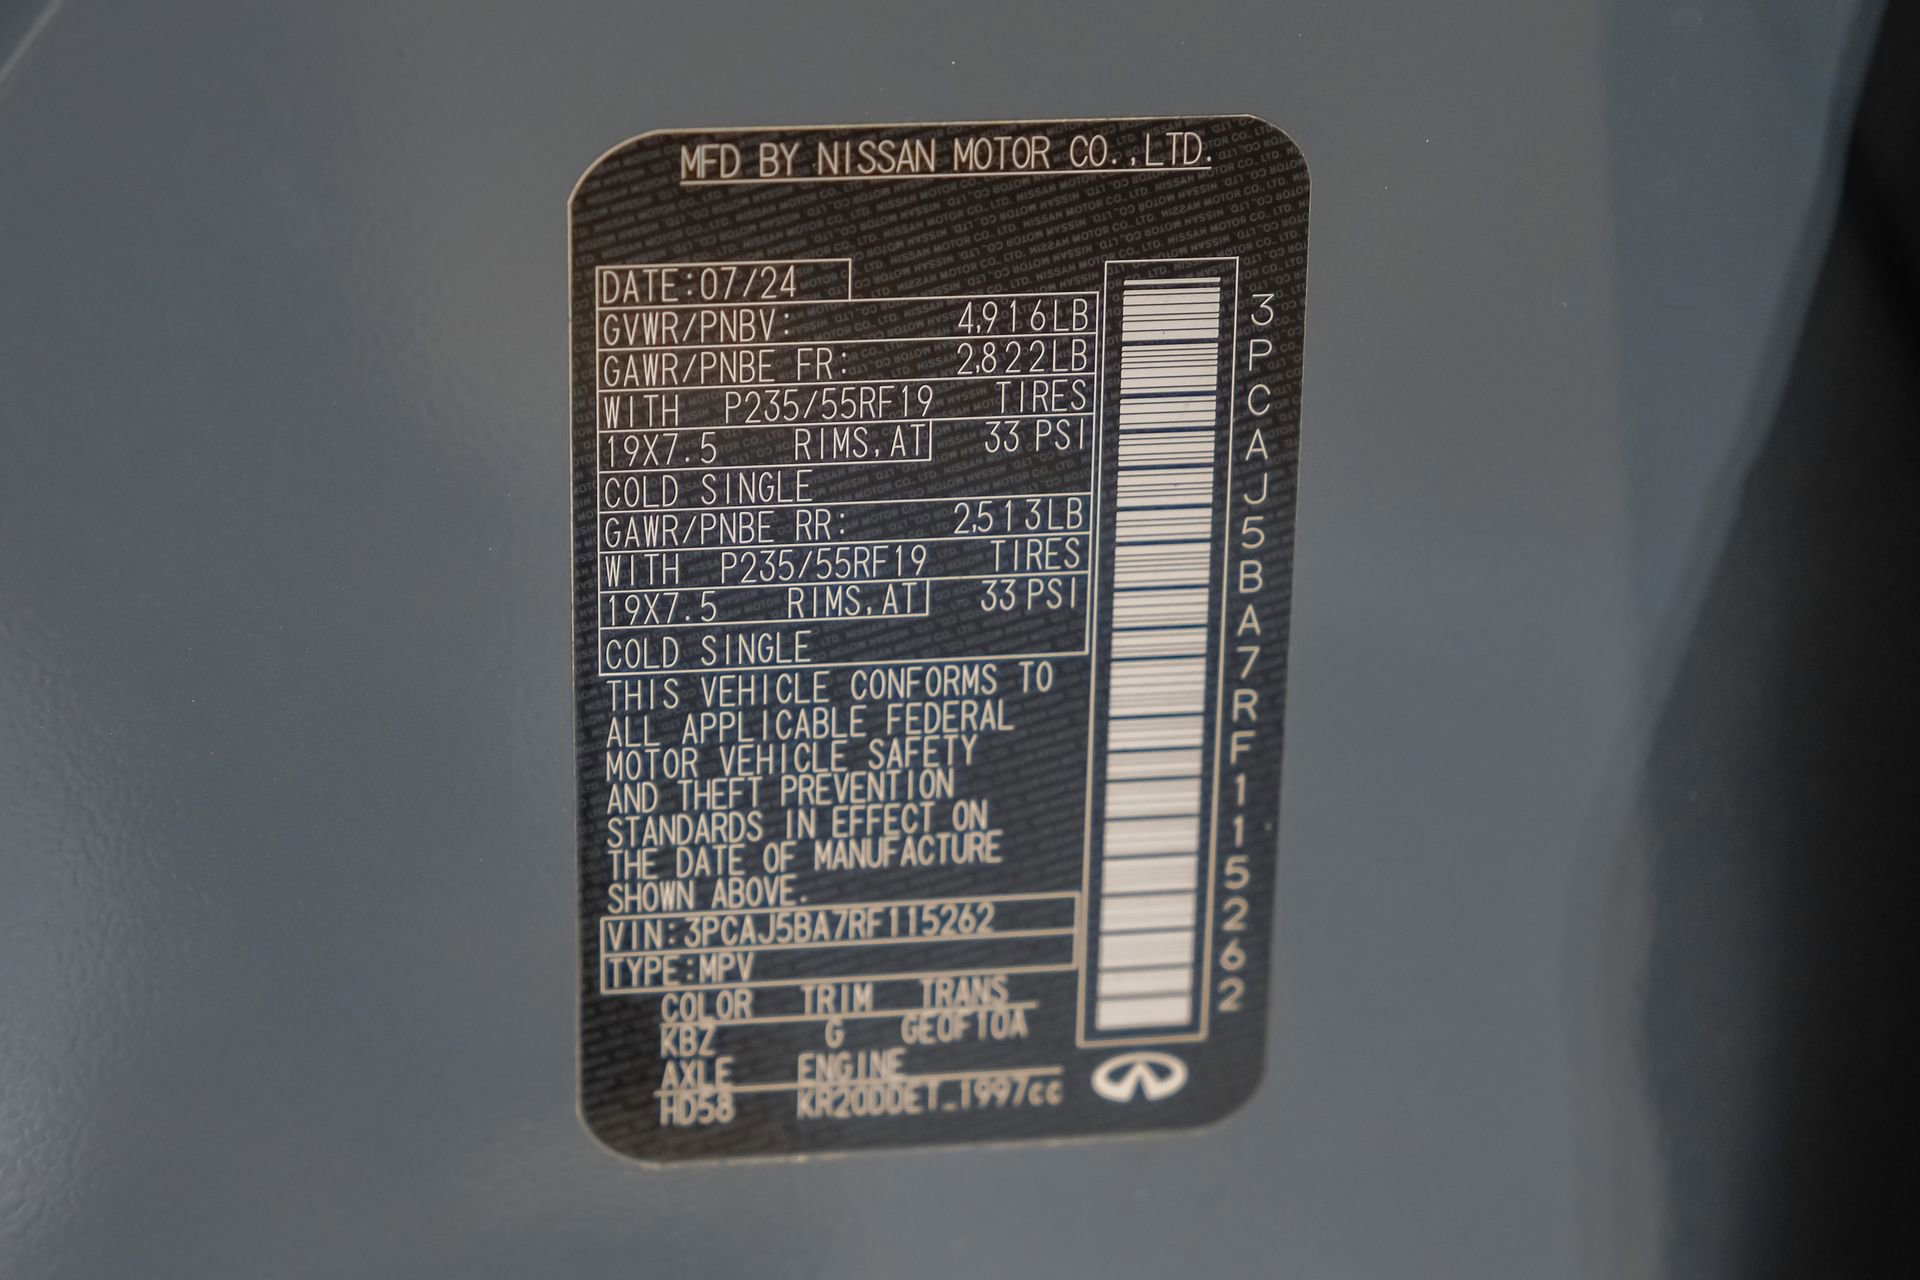 MFD BY NISSAN MOTOR CO.,LTD.
DATE:07/24
GVWR/PNBV: 4,916LB
GAWR/PNBE FR: 2,822LB
WITH P235/55RF19 TIRES
19X7.5 RIMS,AT 33 PSI
COLD SINGLE
GAWR/PNBE RR: 2,513LB
WITH P235/55RF19 TIRES
19X7.5 RIMS,AT 33 PSI
COLD SINGLE
THIS VEHICLE CONFORMS TO
ALL APPLICABLE FEDERAL
MOTOR VEHICLE SAFETY
AND THEFT PREVENTION
STANDARDS IN EFFECT ON
THE DATE OF MANUFACTURE
SHOWN ABOVE.
VIN:3PCAJ5BA7RF115262
TYPE:MPV
COLOR TRIM TRANS
KBZ G GE0F10A
AXLE ENGINE
HD58 KR20DDET_1997cc
3PCAJ5BA7RF115262